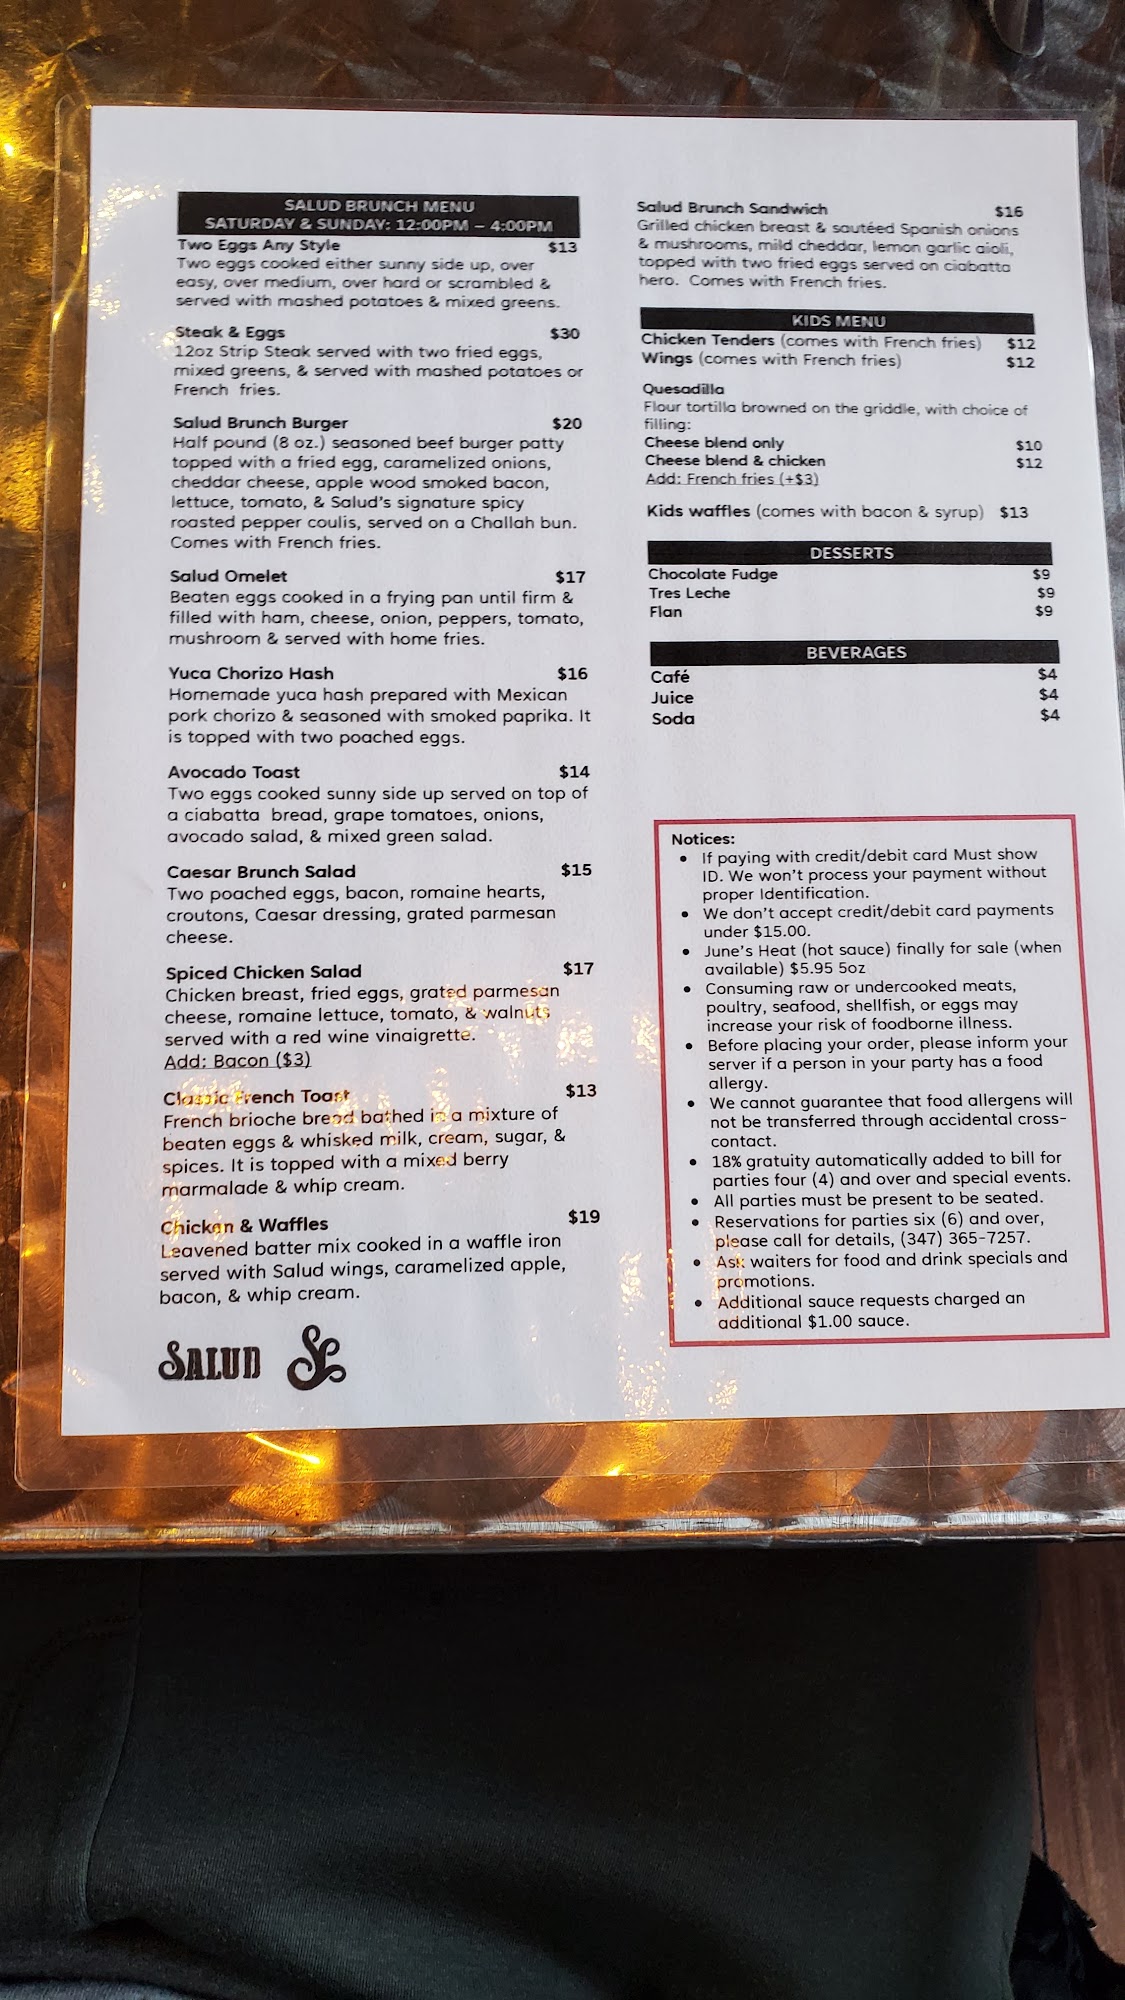 SALUD BRUNCH MENU
SATURDAY & SUNDAY: 12:00PM – 4:00PM
Two Eggs Any Style $13
Two eggs cooked either sunny side up, over
easy, over medium, over hard or scrambled &
served with mashed potatoes & mixed greens.
Steak & Eggs $30
12oz Strip Steak served with two fried eggs,
mixed greens, & served with mashed potatoes or
French fries.
Salud Brunch Burger $20
Half pound (8 oz.) seasoned beef burger patty
topped with a fried egg, caramelized onions,
cheddar cheese, apple wood smoked bacon,
lettuce, tomato, & Salud's signature spicy
roasted pepper coulis, served on a Challah bun.
Comes with French fries.
Salud Omelet $17
Beaten eggs cooked in a frying pan until firm &
filled with ham, cheese, onion, peppers, tomato,
mushroom & served with home fries.
Yuca Chorizo Hash $16
Homemade yuca hash prepared with Mexican
pork chorizo & seasoned with smoked paprika. It
is topped with two poached eggs.
Avocado Toast $14
Two eggs cooked sunny side up served on top of
a ciabatta bread, grape tomatoes, onions,
avocado salad, & mixed green salad.
Caesar Brunch Salad $15
Two poached eggs, bacon, romaine hearts,
croutons, Caesar dressing, grated parmesan
cheese.
Spiced Chicken Salad $17
Chicken breast, fried eggs, grated parmesan
cheese, romaine lettuce, tomato, & walnuts
served with a red wine vinaigrette.
Add: Bacon ($3)
Classic French Toast $13
French brioche bread bathed in a mixture of
beaten eggs & whisked milk, cream, sugar, &
spices. It is topped with a mixed berry
marmalade & whip cream.
Chicken & Waffles $19
Leavened batter mix cooked in a waffle iron
served with Salud wings, caramelized apple,
bacon, & whip cream.
SALUD
Salud Brunch Sandwich $16
Grilled chicken breast & sautéed Spanish onions
& mushrooms, mild cheddar, lemon garlic aioli,
topped with two fried eggs served on ciabatta
hero. Comes with French fries.
KIDS MENU
Chicken Tenders (comes with French fries) $12
Wings (comes with French fries) $12
Quesadilla
Flour tortilla browned on the griddle, with choice of
filling:
Cheese blend only $10
Cheese blend & chicken $12
Add: French fries (+$3)
Kids waffles (comes with bacon & syrup) $13
DESSERTS
Chocolate Fudge $9
Tres Leche $9
Flan $9
BEVERAGES
Café $4
Juice $4
Soda $4
Notices:
• If paying with credit/debit card Must show
ID. We won't process your payment without
proper Identification.
• We don't accept credit/debit card payments
under $15.00.
• June's Heat (hot sauce) finally for sale (when
available) $5.95 5oz
• Consuming raw or undercooked meats,
poultry, seafood, shellfish, or eggs may
increase your risk of foodborne illness.
• Before placing your order, please inform your
server if a person in your party has a food
allergy.
• We cannot guarantee that food allergens will
not be transferred through accidental cross-
contact.
• 18% gratuity automatically added to bill for
parties four (4) and over and special events.
• All parties must be present to be seated.
• Reservations for parties six (6) and over,
please call for details, (347) 365-7257.
• Ask waiters for food and drink specials and
promotions.
• Additional sauce requests charged an
additional $1.00 sauce.